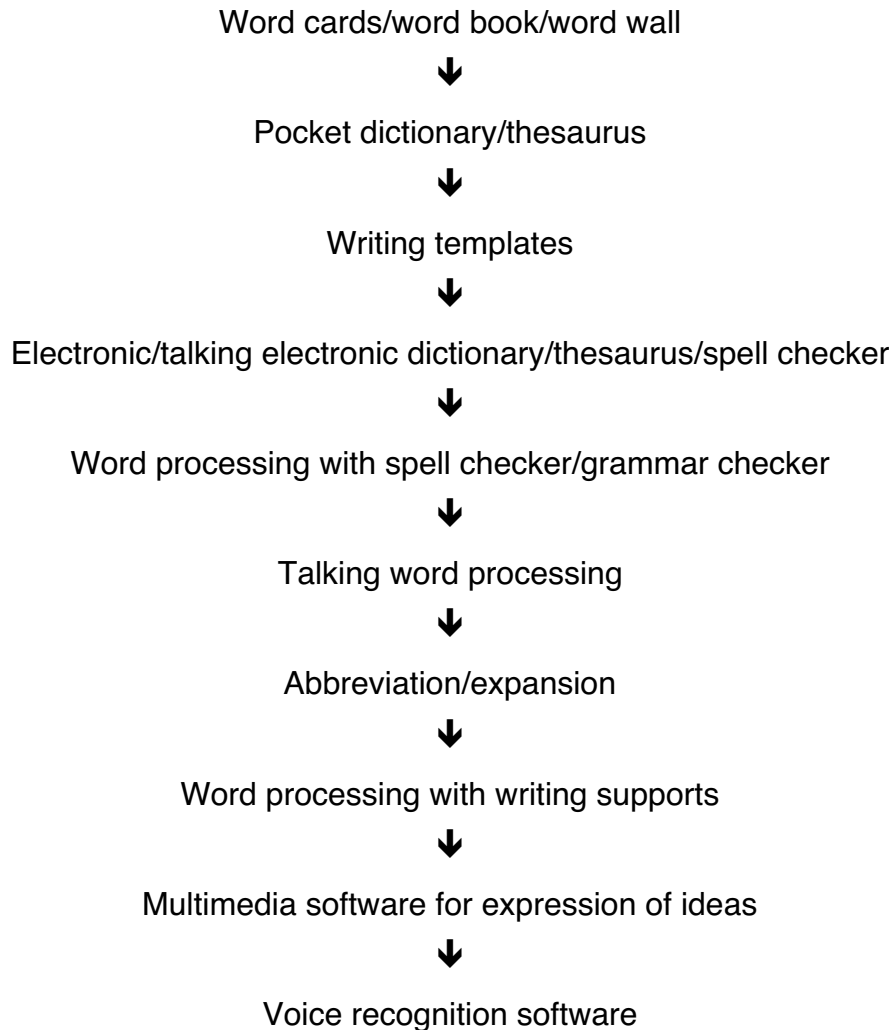 Word cards/word book/word wall
Pocket dictionary/thesaurus
Writing templates
Electronic/talking electronic dictionary/thesaurus/spell checker
Word processing with spell checker/grammar checker
Talking word processing
Abbreviation/expansion
Word processing with writing supports
Multimedia software for expression of ideas
Voice recognition software